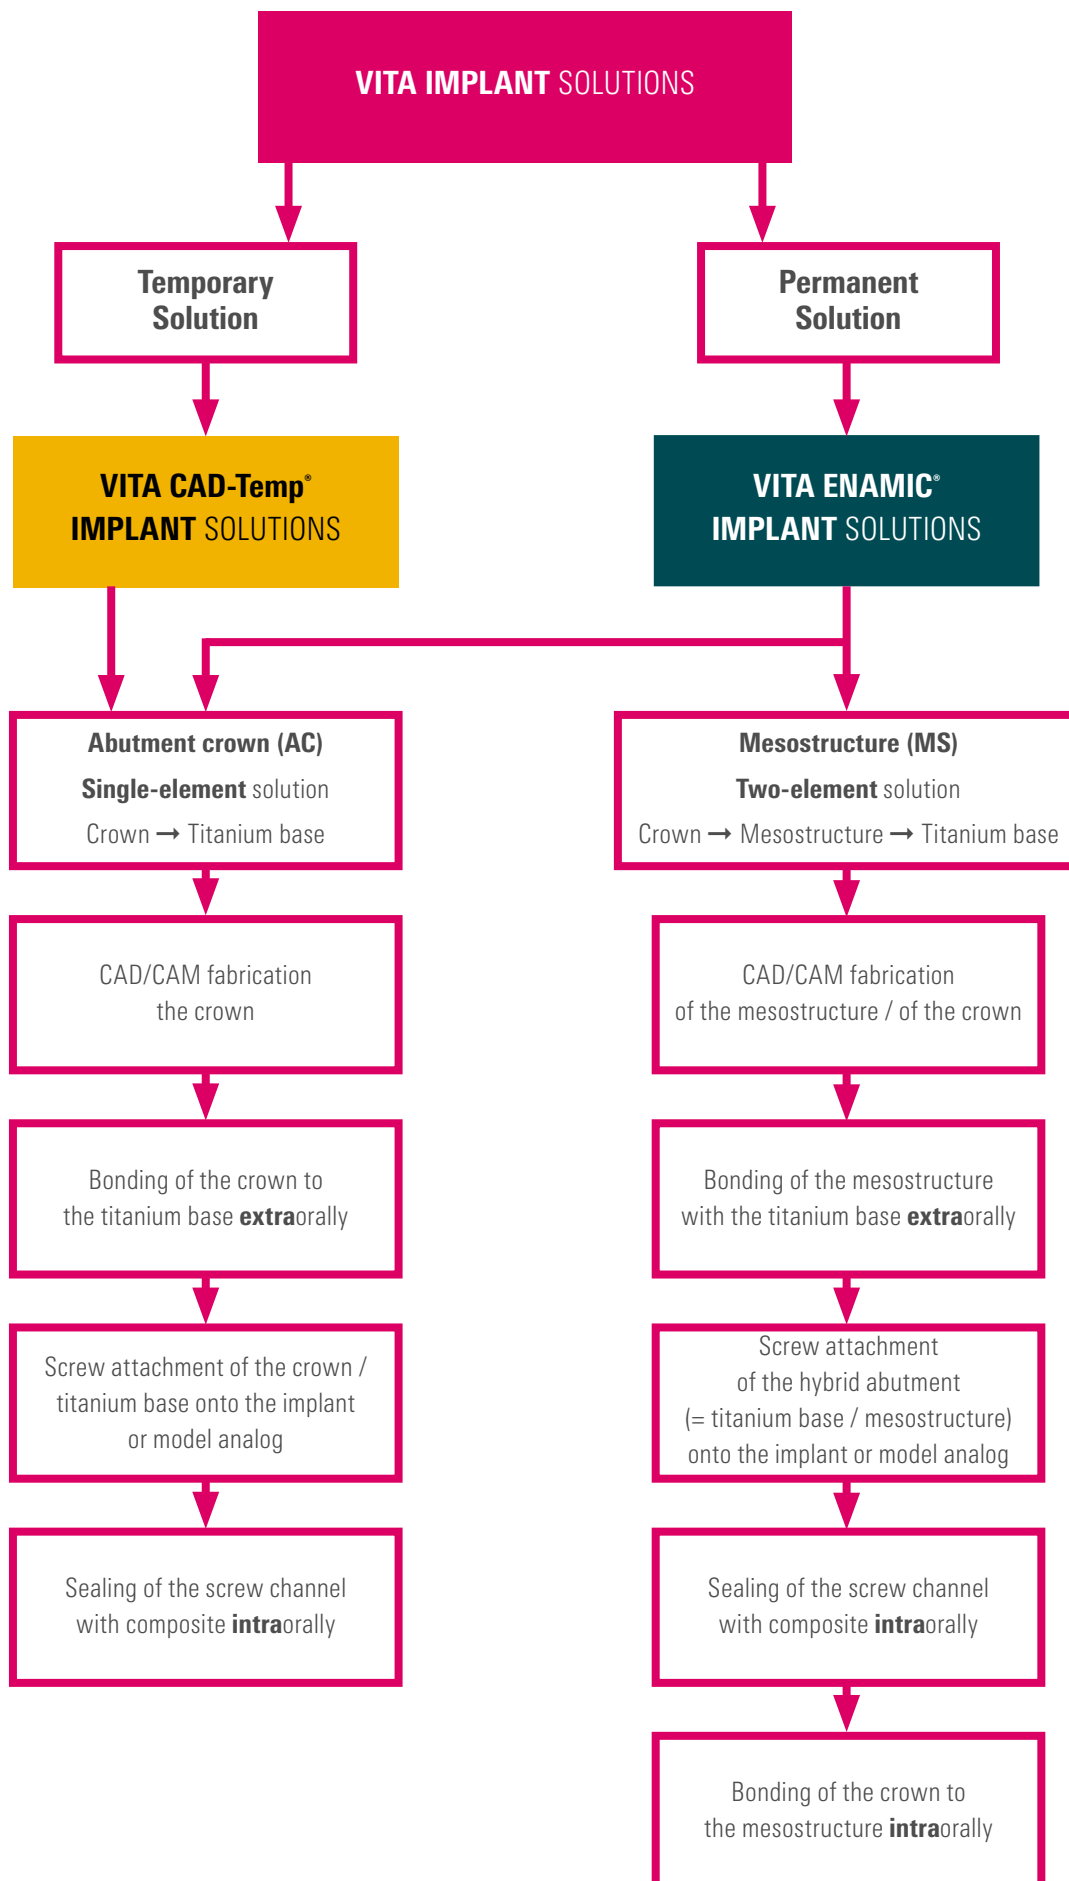 VITA IMPLANT SOLUTIONS
Temporary
Solution
Permanent
Solution
VITA CAD-Temp®
IMPLANT SOLUTIONS
VITA ENAMIC®
IMPLANT SOLUTIONS
Abutment crown (AC)
Single-element solution
Crown → Titanium base
Mesostructure (MS)
Two-element solution
Crown → Mesostructure → Titanium base
CAD/CAM fabrication
the crown
CAD/CAM fabrication
of the mesostructure / of the crown
Bonding of the crown to
the titanium base extraorally
Bonding of the mesostructure
with the titanium base extraorally
Screw attachment of the crown /
titanium base onto the implant
or model analog
Screw attachment
of the hybrid abutment
(= titanium base / mesostructure)
onto the implant or model analog
Sealing of the screw channel
with composite intraorally
Sealing of the screw channel
with composite intraorally
Bonding of the crown to
the mesostructure intraorally